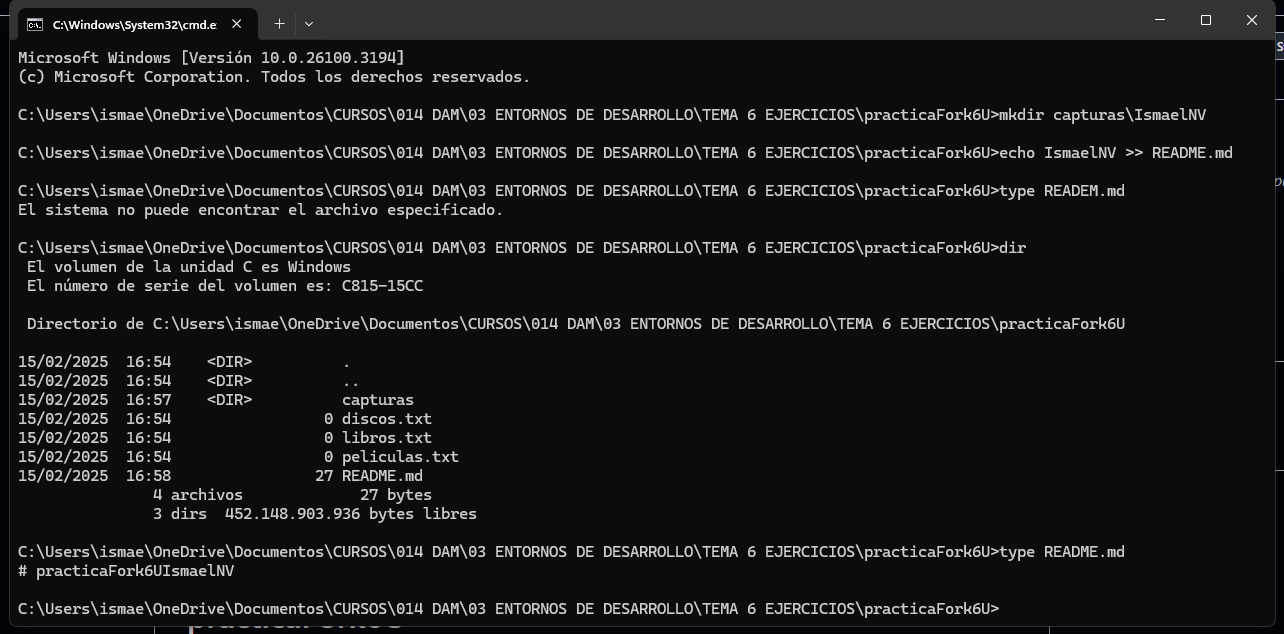 C:\Windows\System32\cmd.e
Microsoft Windows [Versión 10.0.26100.3194]
(c) Microsoft Corporation. Todos los derechos reservados.
C:\Users\ismae\OneDrive\Documentos\CURSOS\014 DAM\03 ENTORNOS DE DESARROLLO\TEMA 6 EJERCICIOS\practicaFork6U>mkdir capturas\IsmaelNV
C:\Users\ismae\OneDrive\Documentos\CURSOS\014 DAM\03 ENTORNOS DE DESARROLLO\TEMA 6 EJERCICIOS\practicaFork6U>echo IsmaelNV >> README.md
C:\Users\ismae\OneDrive\Documentos\CURSOS\014 DAM\03 ENTORNOS DE DESARROLLO\TEMA 6 EJERCICIOS\practicaFork6U>type READEM.md
El sistema no puede encontrar el archivo especificado.
C:\Users\ismae\OneDrive\Documentos\CURSOS\014 DAM\03 ENTORNOS DE DESARROLLO\TEMA 6 EJERCICIOS\practicaFork6U>dir
El volumen de la unidad C es Windows
El número de serie del volumen es: C815-15CC
Directorio de C:\Users\ismae\OneDrive\Documentos\CURSOS\014 DAM\03 ENTORNOS DE DESARROLLO\TEMA 6 EJERCICIOS\practicaFork6U
15/02/2025  16:54    <DIR>          .
15/02/2025  16:54    <DIR>          ..
15/02/2025  16:57    <DIR>          capturas
15/02/2025  16:54                 0 discos.txt
15/02/2025  16:54                 0 libros.txt
15/02/2025  16:54                 0 peliculas.txt
15/02/2025  16:58                27 README.md
4 archivos             27 bytes
3 dirs  452.148.903.936 bytes libres
C:\Users\ismae\OneDrive\Documentos\CURSOS\014 DAM\03 ENTORNOS DE DESARROLLO\TEMA 6 EJERCICIOS\practicaFork6U>type README.md
# practicaFork6UIsmaelNV
C:\Users\ismae\OneDrive\Documentos\CURSOS\014 DAM\03 ENTORNOS DE DESARROLLO\TEMA 6 EJERCICIOS\practicaFork6U>